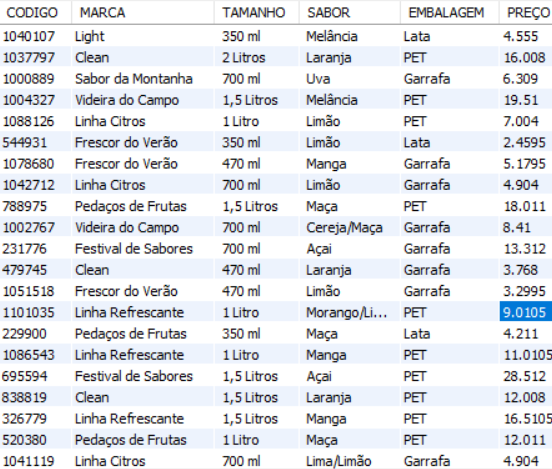 CODIGO MARCA TAMANHO SABOR EMBALAGEM PREÇO
1040107 Light 350 ml Melância Lata 4.555
1037797 Clean 2 Litros Laranja PET 16.008
1000889 Sabor da Montanha 700 ml Uva Garrafa 6.309
1004327 Videira do Campo 1,5 Litros Melância PET 19.51
1088126 Linha Citros 1 Litro Limão PET 7.004
544931 Frescor do Verão 350 ml Limão Lata 2.4595
1078680 Frescor do Verão 470 ml Manga Garrafa 5.1795
1042712 Linha Citros 700 ml Limão Garrafa 4.904
788975 Pedaços de Frutas 1,5 Litros Maça PET 18.011
1002767 Videira do Campo 700 ml Cereja/Maça Garrafa 8.41
231776 Festival de Sabores 700 ml Açai Garrafa 13.312
479745 Clean 470 ml Laranja Garrafa 3.768
1051518 Frescor do Verão 470 ml Limão Garrafa 3.2995
1101035 Linha Refrescante 1 Litro Morango/Li... PET 9.0105
229900 Pedaços de Frutas 350 ml Maça Lata 4.211
1086543 Linha Refrescante 1 Litro Manga PET 11.0105
695594 Festival de Sabores 1,5 Litros Açai PET 28.512
838819 Clean 1,5 Litros Laranja PET 12.008
326779 Linha Refrescante 1,5 Litros Manga PET 16.5105
520380 Pedaços de Frutas 1 Litro Maça PET 12.011
1041119 Linha Citros 700 ml Lima/Limão Garrafa 4.904